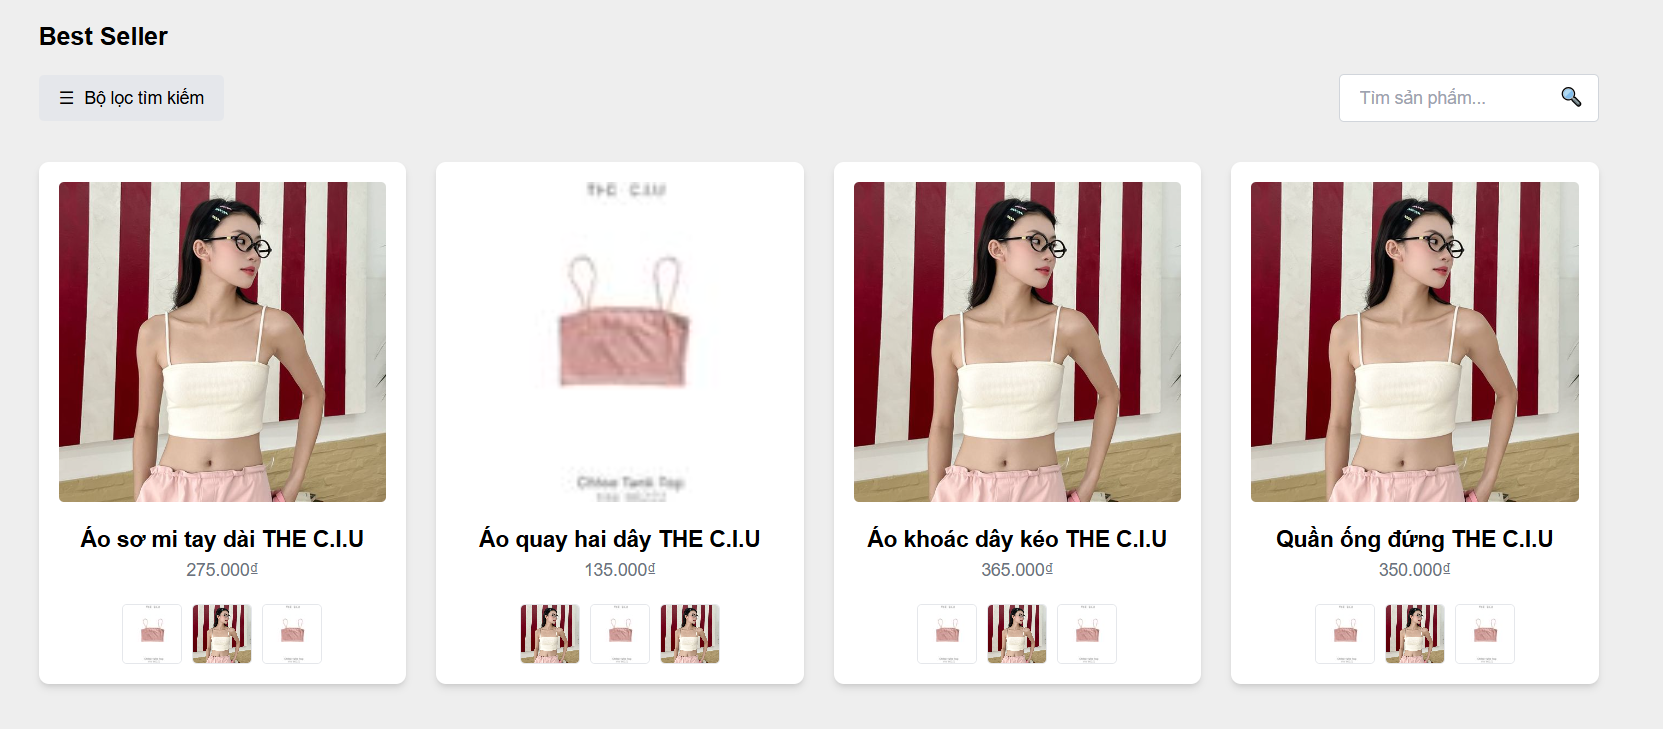 Best Seller
☰ Bộ lọc tìm kiếm
Tìm sản phẩm...
THE C.I.U
Chloe Tank Top
Áo sơ mi tay dài THE C.I.U
275.000₫
Áo quay hai dây THE C.I.U
135.000₫
Áo khoác dây kéo THE C.I.U
365.000₫
Quần ống đứng THE C.I.U
350.000₫